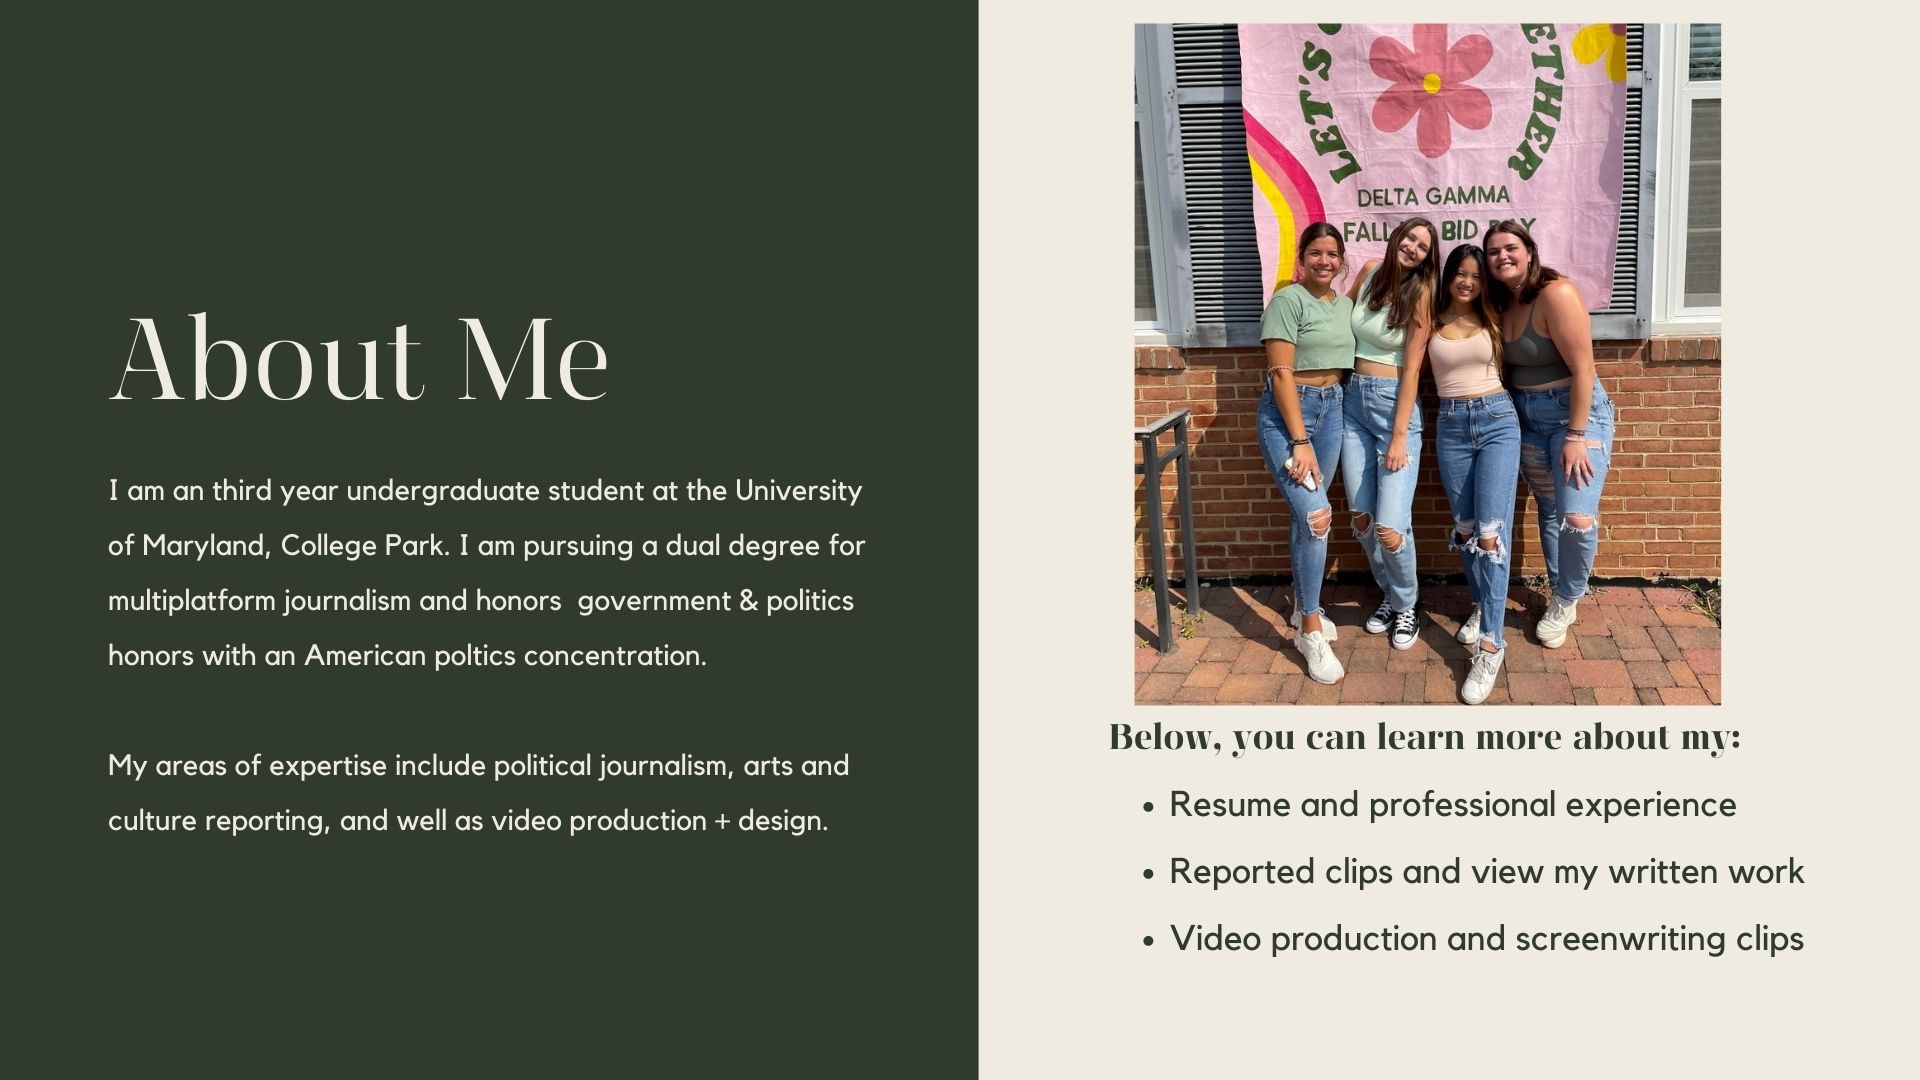 About Me
I am an third year undergraduate student at the University
of Maryland, College Park. I am pursuing a dual degree for
multiplatform journalism and honors  government & politics
honors with an American poltics concentration.
My areas of expertise include political journalism, arts and
culture reporting, and well as video production + design.
LET'S
ETHER
DELTA GAMMA
FALL BID
Below, you can learn more about my:
• Resume and professional experience
• Reported clips and view my written work
• Video production and screenwriting clips